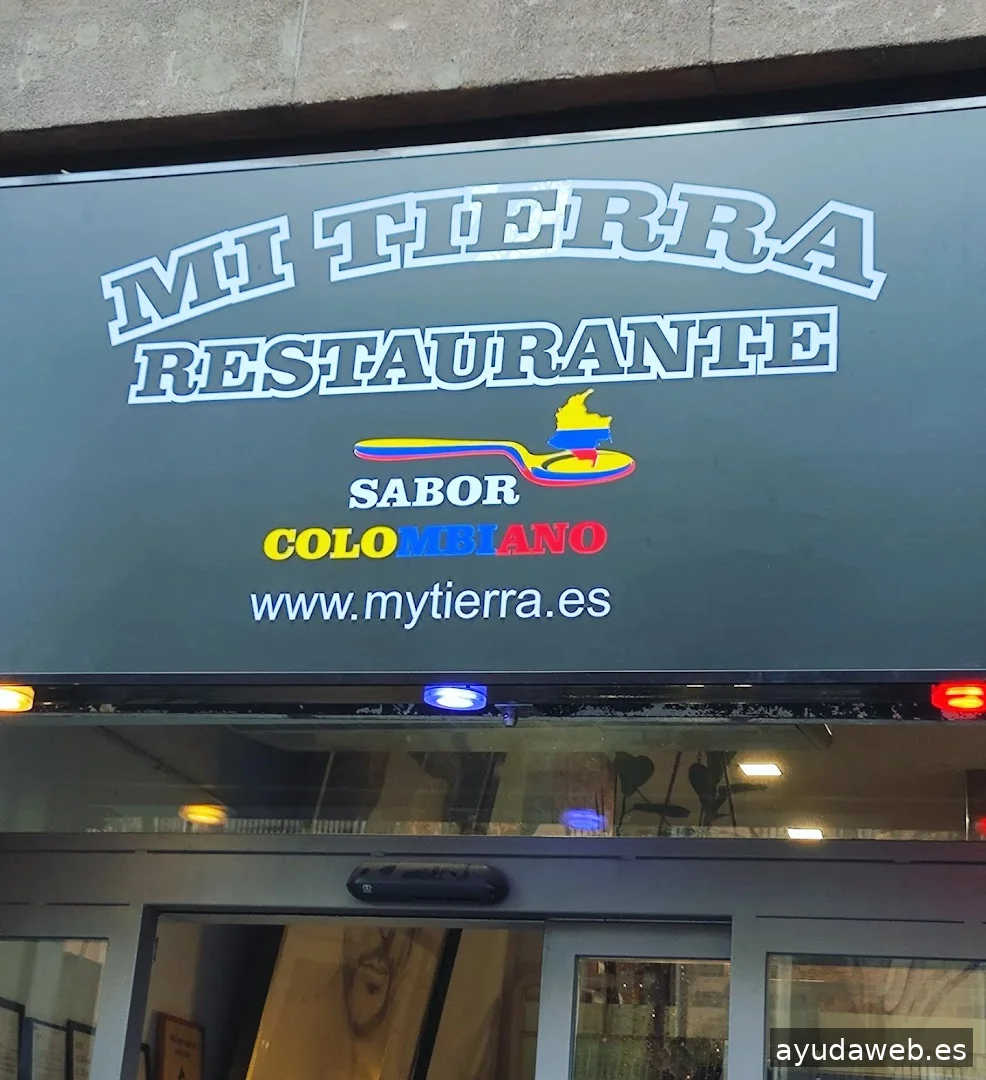 MI TIERRA
RESTAURANTE
SABOR
COLOMBIANO
www.mytierra.es
ayudaweb.es